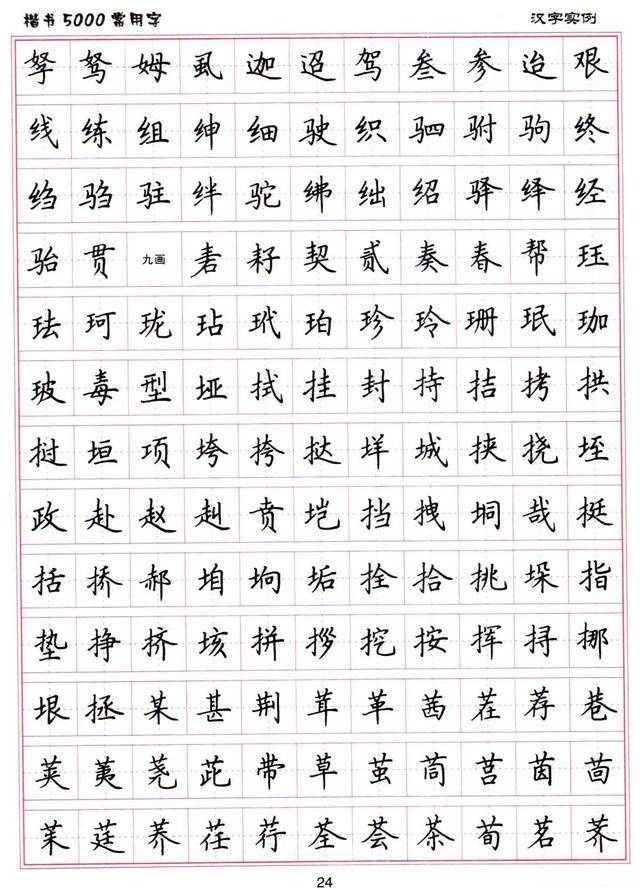 楷书5000常用字 汉字实例
孥 驽 姆 虱 迦 迢 驾 叁 参 迨 艰
线 练 组 绅 细 驶 织 驷 驸 驹 终
绉 驺 驻 绊 驼 绋 绌 绍 驿 绎 经
骀 贯 九画 砉 耔 契 贰 奏 春 帮 珏
珐 珂 珑 玷 玳 珀 珍 玲 珊 珉 珈
玻 毒 型 垭 拭 挂 封 持 拮 拷 拱
挝 垣 项 垮 挎 挞 垟 城 挟 挠 垤
政 赴 赵 赳 贲 垲 挡 拽 垌 哉 挺
括 挢 郝 垍 垧 垢 拴 拾 挑 垛 指
垫 挣 挤 垓 拼 拶 挖 按 挥 挦 挪
垠 拯 某 甚 荆 茸 革 茜 茬 荐 巷
荚 荑 荛 茈 带 草 茧 茼 莒 茵 茴
茱 莛 荞 荏 荇 荃 荟 茶 荀 茗 荠
24